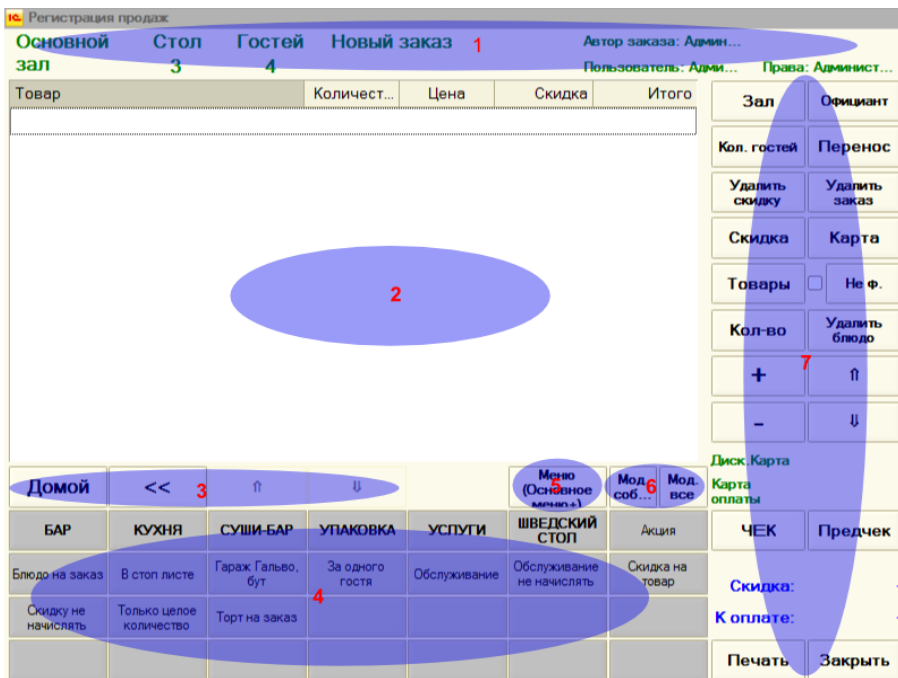 1С Регистрация продаж
Основной Стол Гостей Новый заказ 1 Автор заказа: Админ...
зал 3 4 Пользователь: Адми... Права: Админист...
Товар Количест... Цена Скидка Итого
Зал Официант
Кол. гостей Перенос
Удалить Удалить
скидку заказ
Скидка Карта
Товары Не ф.
2
Кол-во Удалить
блюдо
+ ⇑
7
- ⇓
Диск.Карта
Карта
оплаты
Домой << 3 ⇑ ⇓
Меню
(Основное
меню+)
5
Мод. Мод.
соб... все
6
БАР КУХНЯ СУШИ-БАР УПАКОВКА УСЛУГИ ШВЕДСКИЙ Акция
СТОЛ
ЧЕК Предчек
Блюдо на заказ В стоп листе Гараж Гальво, За одного Обслуживание Обслуживание Скидка на
бут гостя не начислять товар
4
Скидку не Только целое Торт на заказ
начислять количество
Скидка:
К оплате:
Печать Закрыть